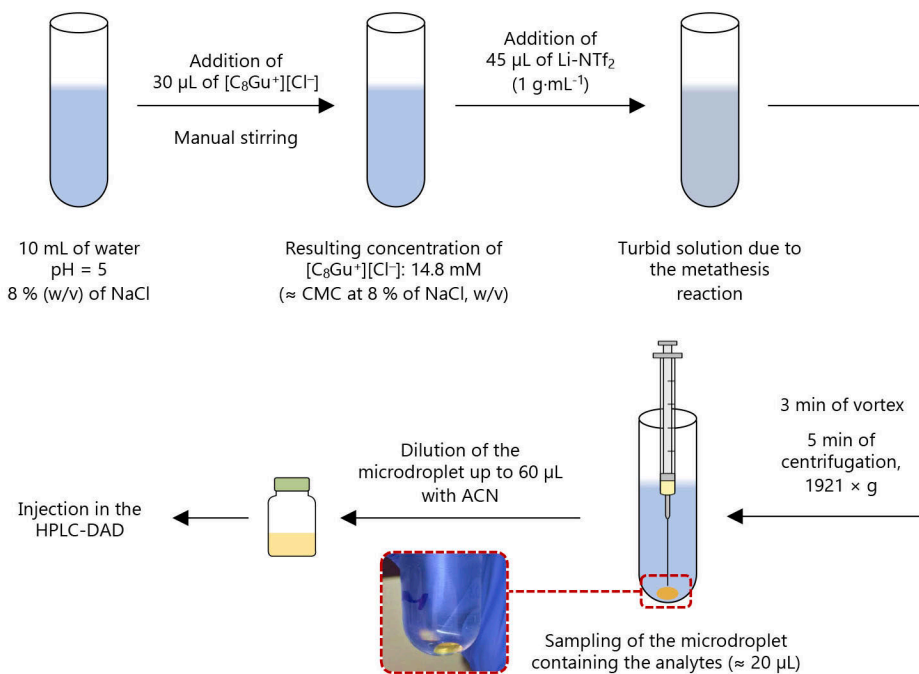 Addition of
30 µL of [C₈Gu⁺][Cl⁻]
Manual stirring
Addition of
45 µL of Li-NTf₂
(1 g·mL⁻¹)
10 mL of water
pH = 5
8 % (w/v) of NaCl
Resulting concentration of
[C₈Gu⁺][Cl⁻]: 14.8 mM
(≈ CMC at 8 % of NaCl, w/v)
Turbid solution due to
the metathesis
reaction
3 min of vortex
5 min of
centrifugation,
1921 × g
Sampling of the microdroplet
containing the analytes (≈ 20 µL)
Dilution of the
microdroplet up to 60 µL
with ACN
Injection in the
HPLC-DAD